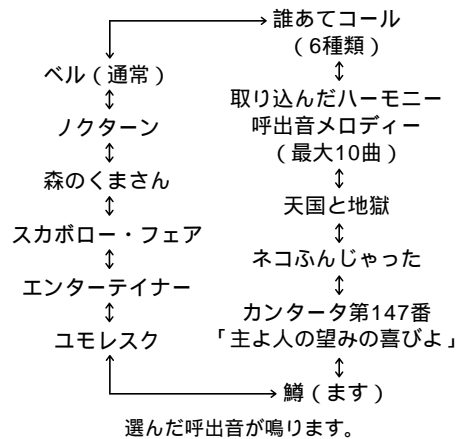 ベル（通常）
ノクターン
森のくまさん
スカボロー・フェア
エンターテイナー
ユモレスク
誰あてコール
（6種類）
取り込んだハーモニー
呼出音メロディー
（最大10曲）
天国と地獄
ネコふんじゃった
カンタータ第147番
「主よ人の望みの喜びよ」
鱒（ます）
選んだ呼出音が鳴ります。